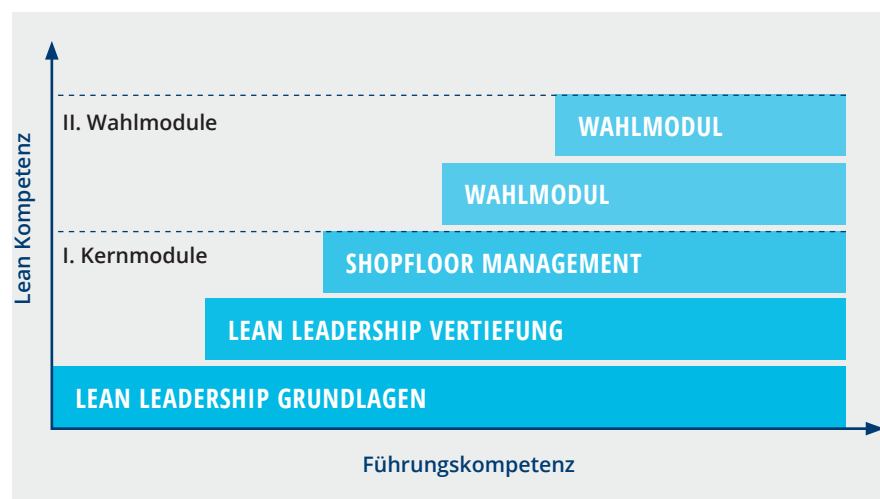 II. Wahlmodule
WAHLMODUL
WAHLMODUL
I. Kernmodule
SHOPFLOOR MANAGEMENT
LEAN LEADERSHIP VERTIEFUNG
LEAN LEADERSHIP GRUNDLAGEN
Lean Kompetenz
Führungskompetenz